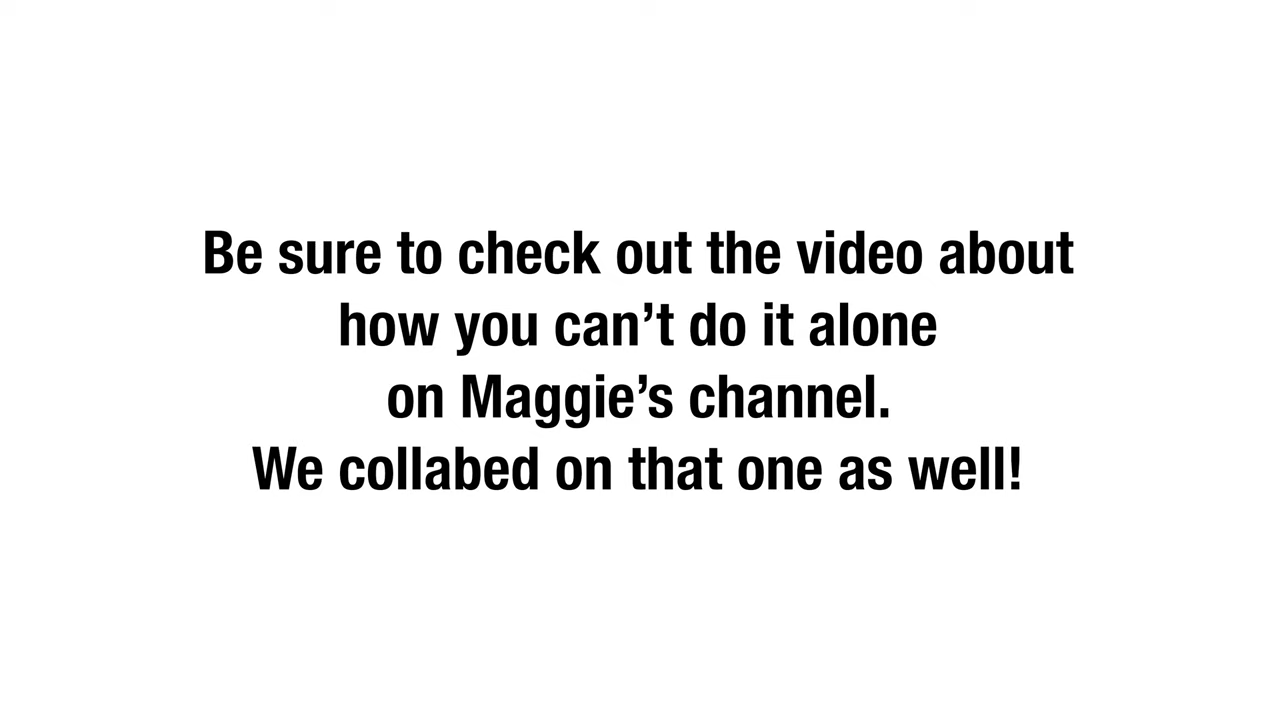 Be sure to check out the video about
how you can’t do it alone
on Maggie’s channel.
We collabed on that one as well!